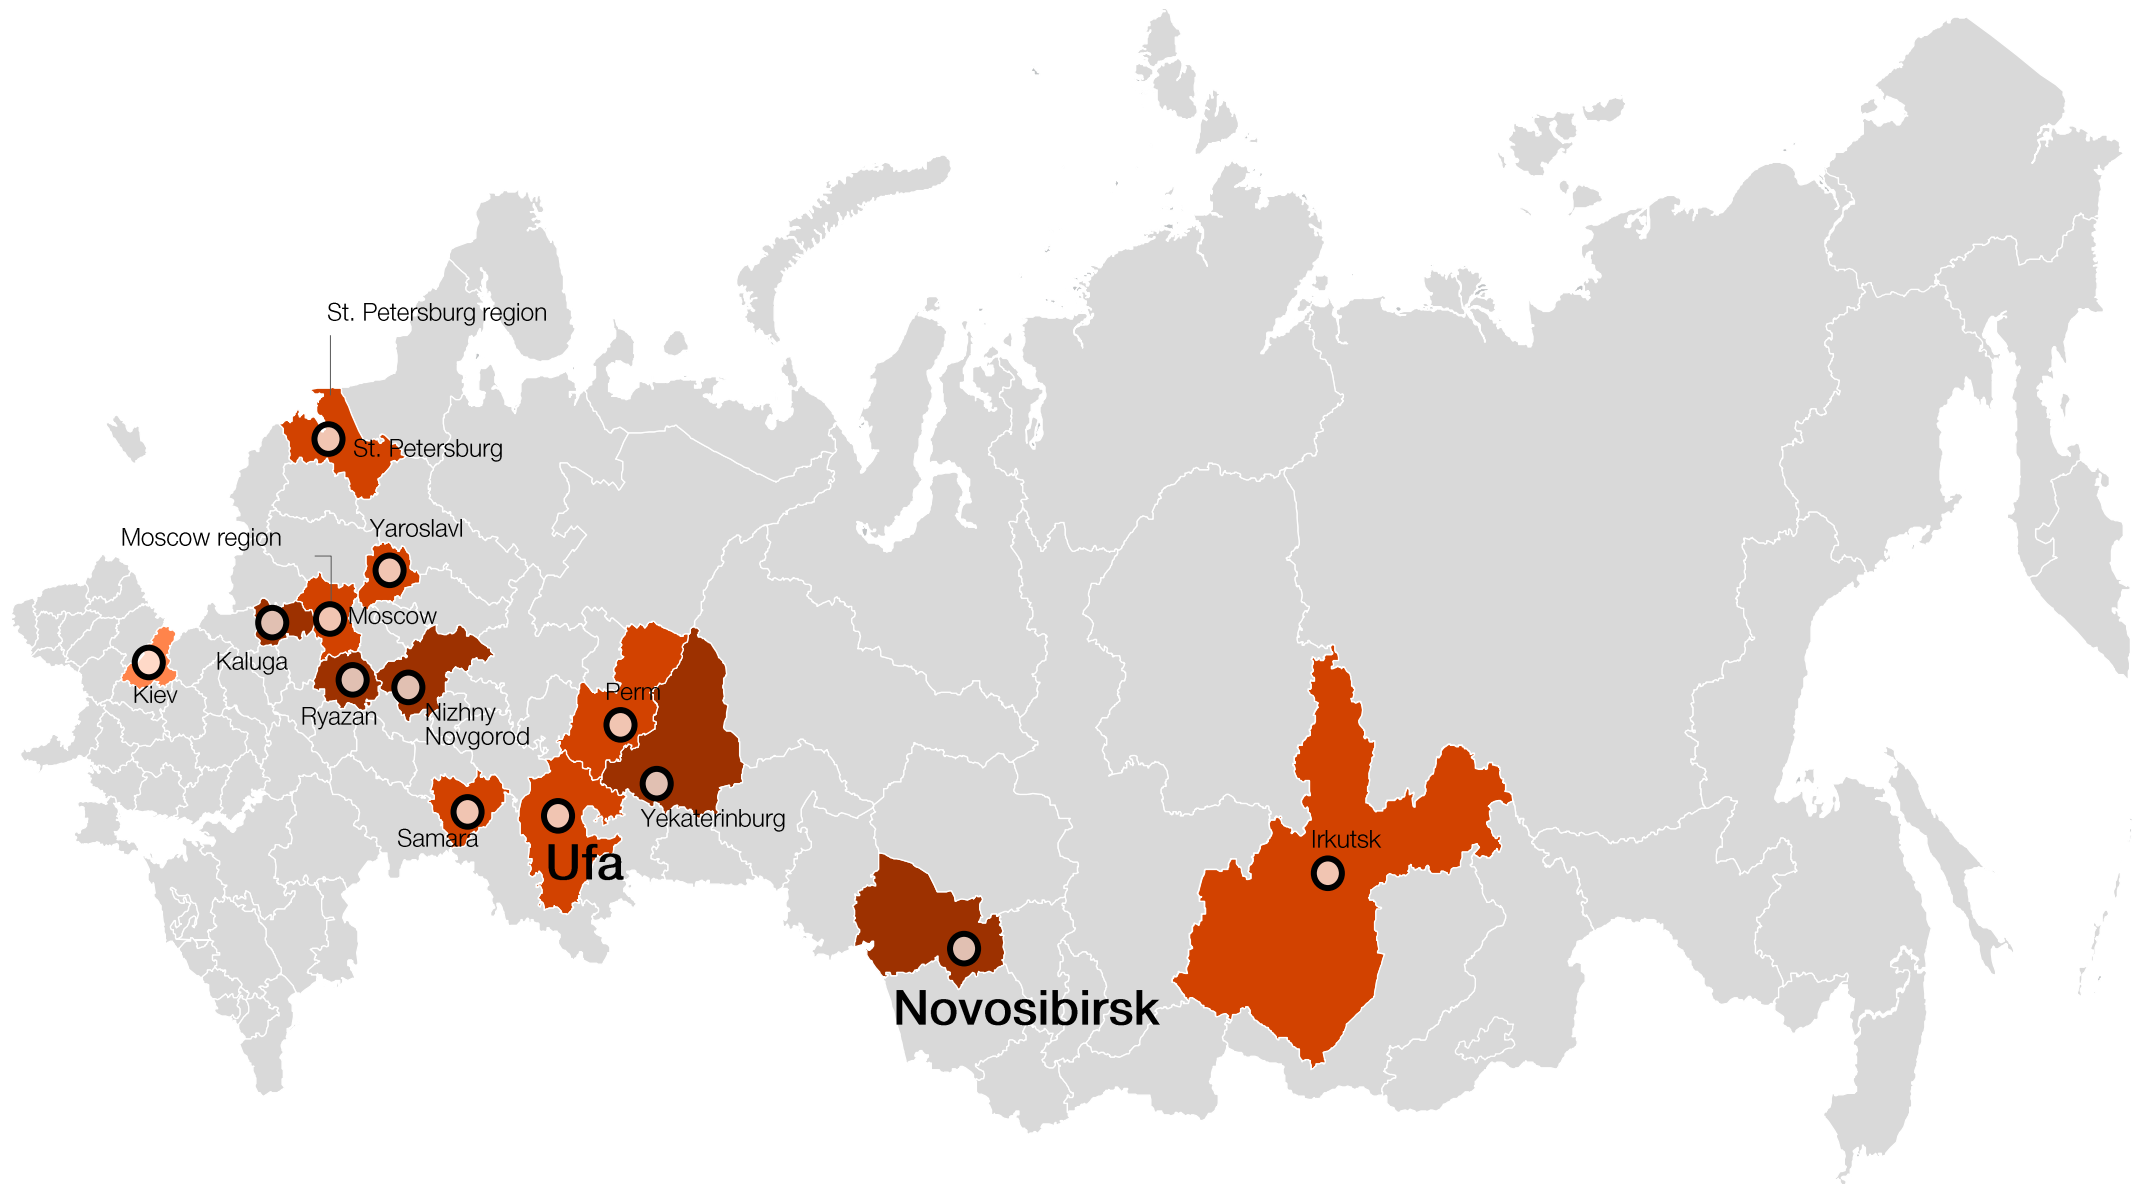 St. Petersburg region
St. Petersburg
Yaroslavl
Moscow region
Moscow
Kaluga
Kiev
Ryazan
Nizhny
Novgorod
Perm
Yekaterinburg
Samara
Ufa
Irkutsk
Novosibirsk